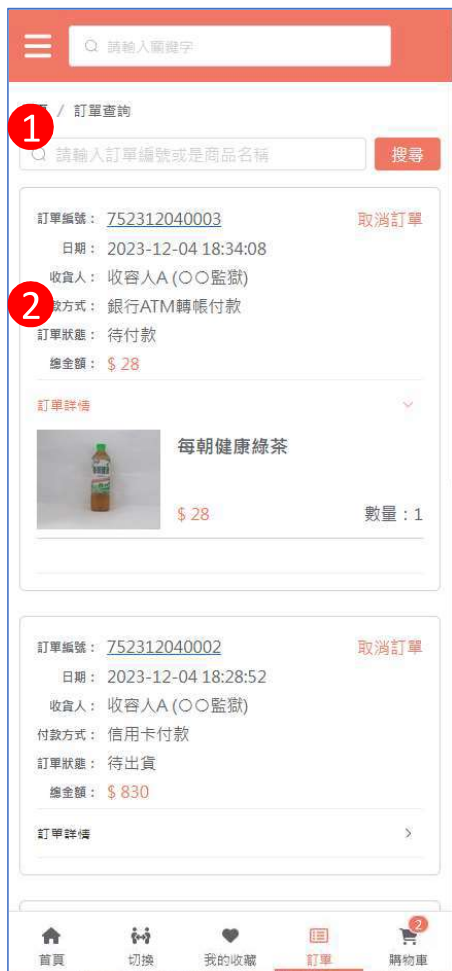 請輸入關鍵字
/ 訂單查詢
1
請輸入訂單編號或是商品名稱
搜尋
訂單編號： 752312040003 取消訂單
日期： 2023-12-04 18:34:08
收貨人： 收容人A (○○監獄)
2
款方式： 銀行ATM轉帳付款
訂單狀態： 待付款
總金額： $ 28
訂單詳情
每朝健康綠茶
$ 28 數量：1
訂單編號： 752312040002 取消訂單
日期： 2023-12-04 18:28:52
收貨人： 收容人A (○○監獄)
付款方式： 信用卡付款
訂單狀態： 待出貨
總金額： $ 830
訂單詳情
2
首頁 切換 我的收藏 訂單 購物車